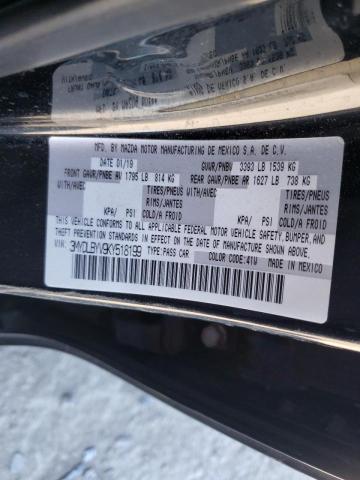 MFD. BY MAZDA MOTOR MANUFACTURING DE MEXICO S.A. DE C.V.
DATE: 01/19 GVWR/PNBV 3393 LB 1539 KG
FRONT GAWR/PNBE AV 1795 LB 814 KG REAR GAWR/PNBE AR 1627 LB 738 KG
WITH/AVEC TIRES/PNEUS WITH/AVEC TIRES/PNEUS
RIMS/JANTES RIMS/JANTES
KPA/ PSI/ COLD/A FROID KPA/ PSI/ COLD/A FROID
THIS VEHICLE CONFORMS TO ALL APPLICABLE FEDERAL MOTOR VEHICLE SAFETY, BUMPER, AND
THEFT PREVENTION STANDARDS IN EFFECT ON THE DATE OF MANUFACTURE SHOWN ABOVE.
VIN: TYPE: PASS CAR COLOR CODE: 41W
MADE IN MEXICO